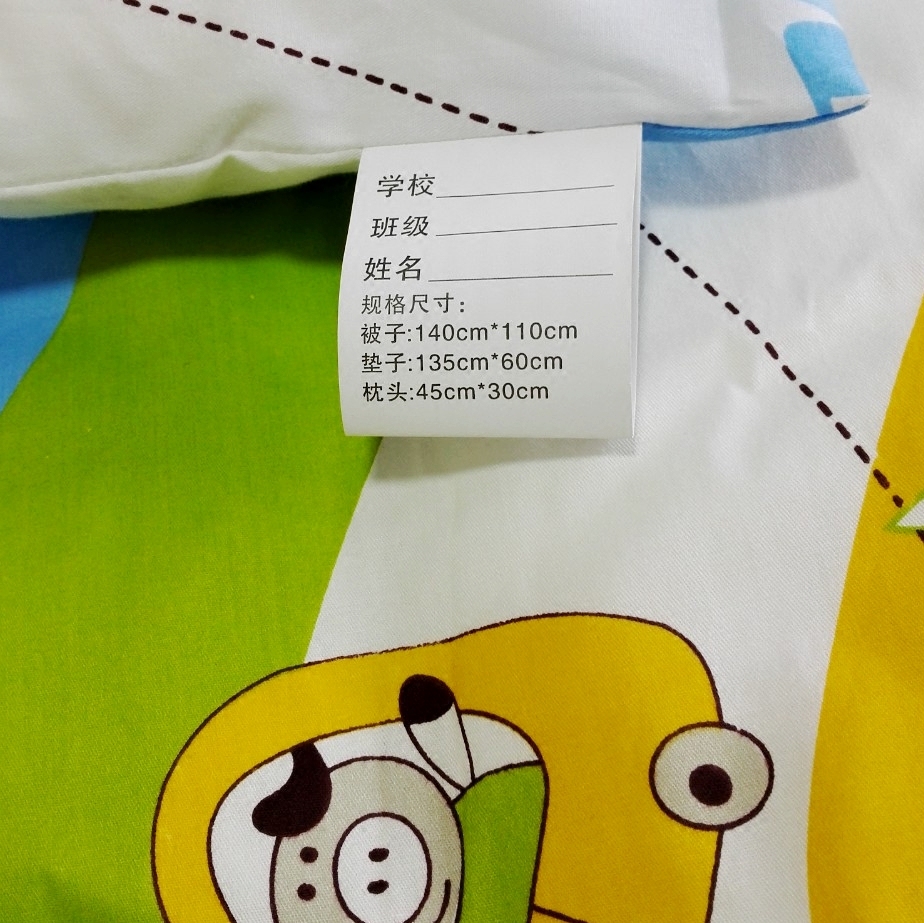 学校
班级
姓名
规格尺寸:
被子:140cm*110cm
垫子:135cm*60cm
枕头:45cm*30cm